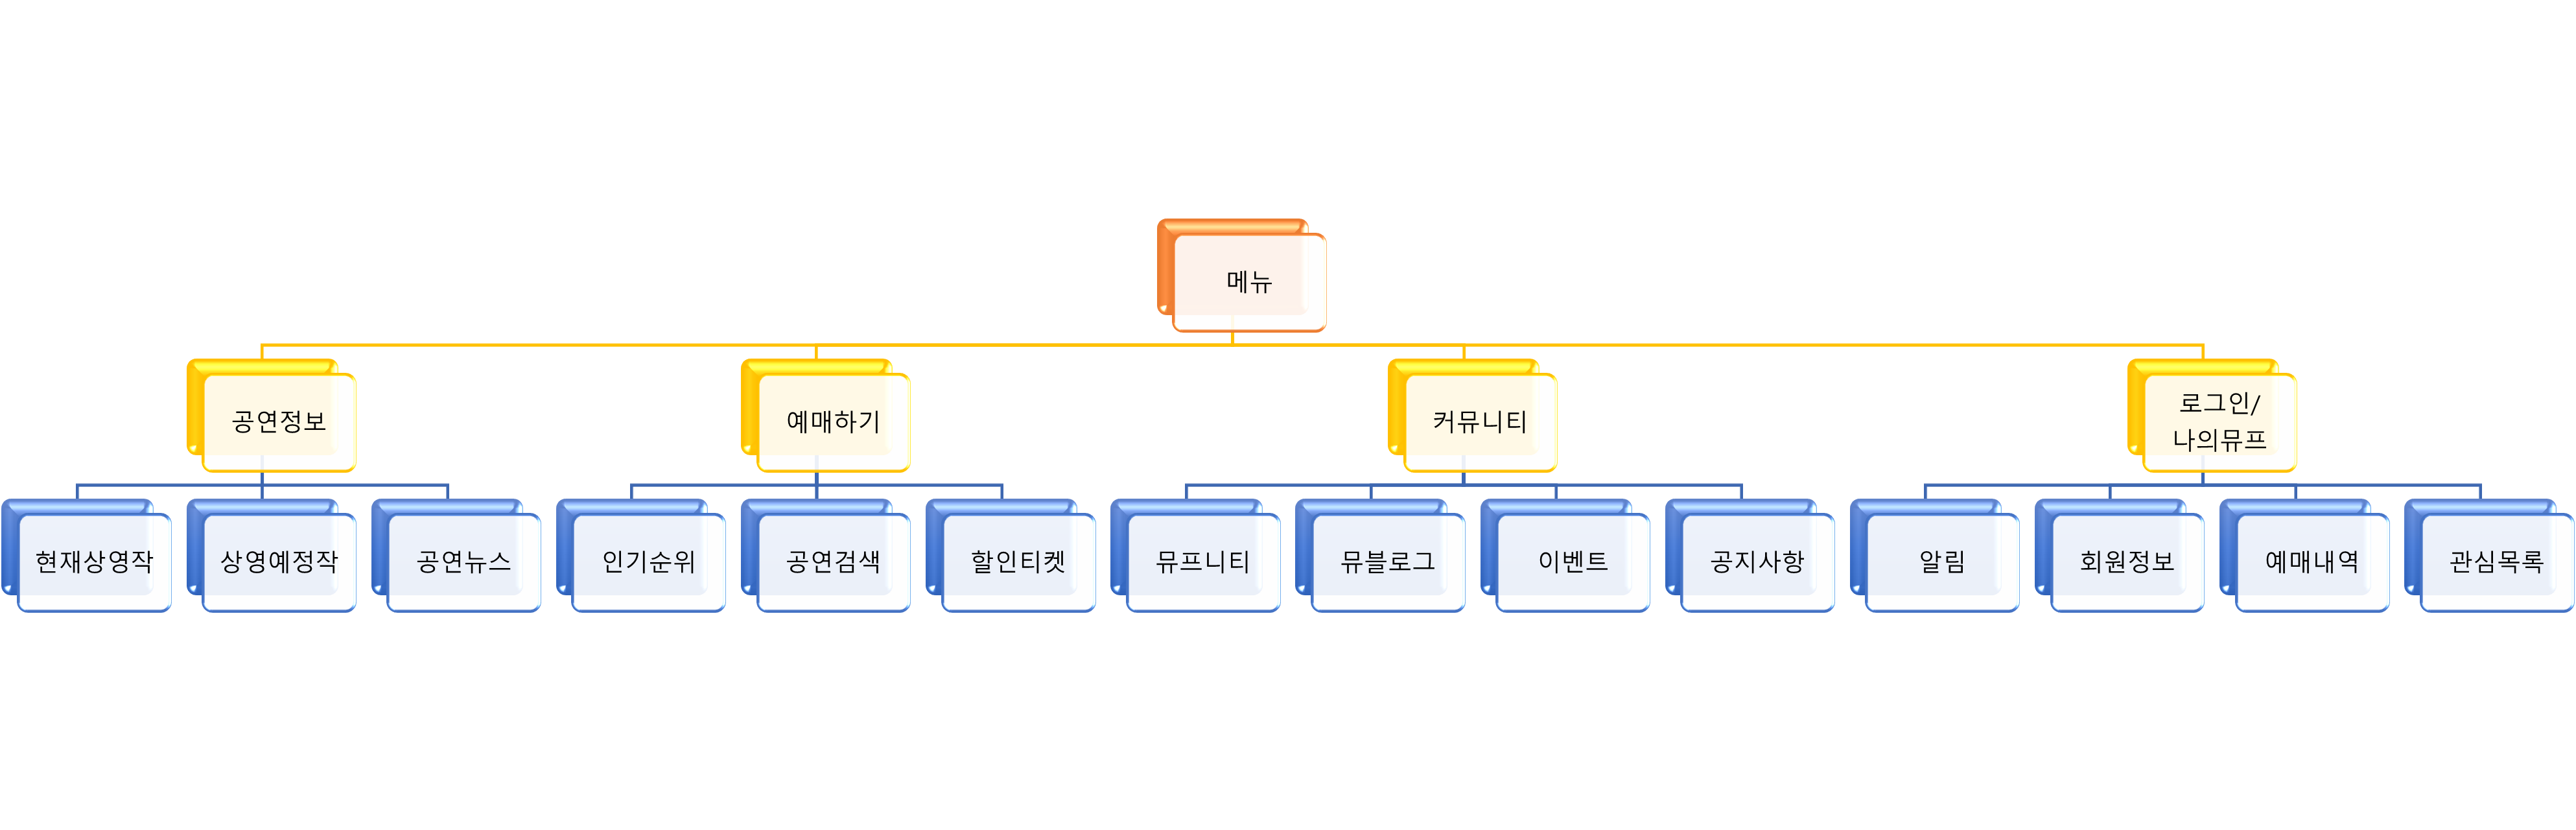 메뉴
공연정보
예매하기
커뮤니티
로그인/
나의뮤프
현재상영작
상영예정작
공연뉴스
인기순위
공연검색
할인티켓
뮤프니티
뮤블로그
이벤트
공지사항
알림
회원정보
예매내역
관심목록